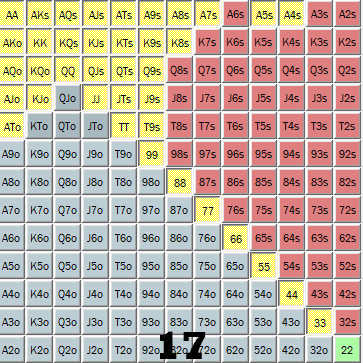 AA AKs AQs AJs ATs A9s A8s A7s A6s A5s A4s A3s A2s
AKo KK KQs KJs KTs K9s K8s K7s K6s K5s K4s K3s K2s
AQo KQo QQ QJs QTs Q9s Q8s Q7s Q6s Q5s Q4s Q3s Q2s
AJo KJo QJo JJ JTs J9s J8s J7s J6s J5s J4s J3s J2s
ATo KTo QTo JTo TT T9s T8s T7s T6s T5s T4s T3s T2s
A9o K9o Q9o J9o T9o 99 98s 97s 96s 95s 94s 93s 92s
A8o K8o Q8o J8o T8o 98o 88 87s 86s 85s 84s 83s 82s
A7o K7o Q7o J7o T7o 97o 87o 77 76s 75s 74s 73s 72s
A6o K6o Q6o J6o T6o 96o 86o 76o 66 65s 64s 63s 62s
A5o K5o Q5o J5o T5o 95o 85o 75o 65o 55 54s 53s 52s
A4o K4o Q4o J4o T4o 94o 84o 74o 64o 54o 44 43s 42s
A3o K3o Q3o J3o T3o 93o 83o 73o 63o 53o 43o 33 32s
A2o K2o Q2o J2o T2o 92o 82o 72o 62o 52o 42o 32o 22
17